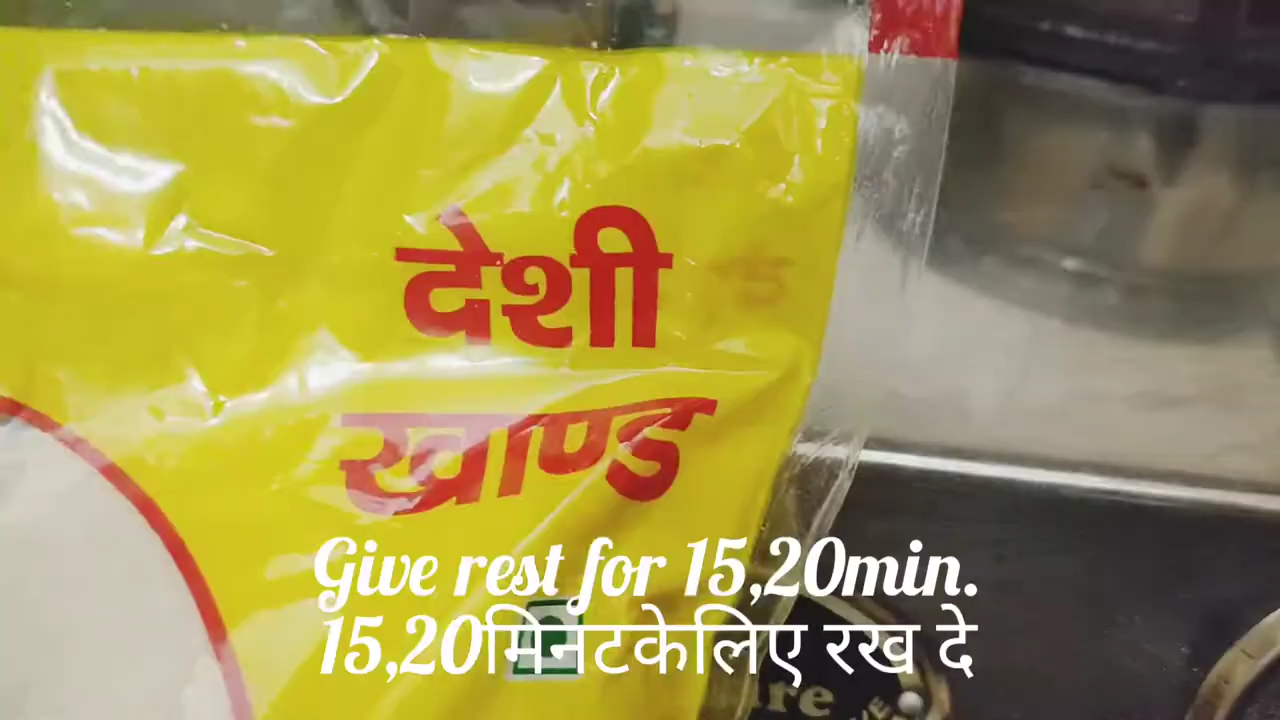 देशी
खाण्ड
Give rest for 15,20min.
15,20मिनटकेलिए रख दे